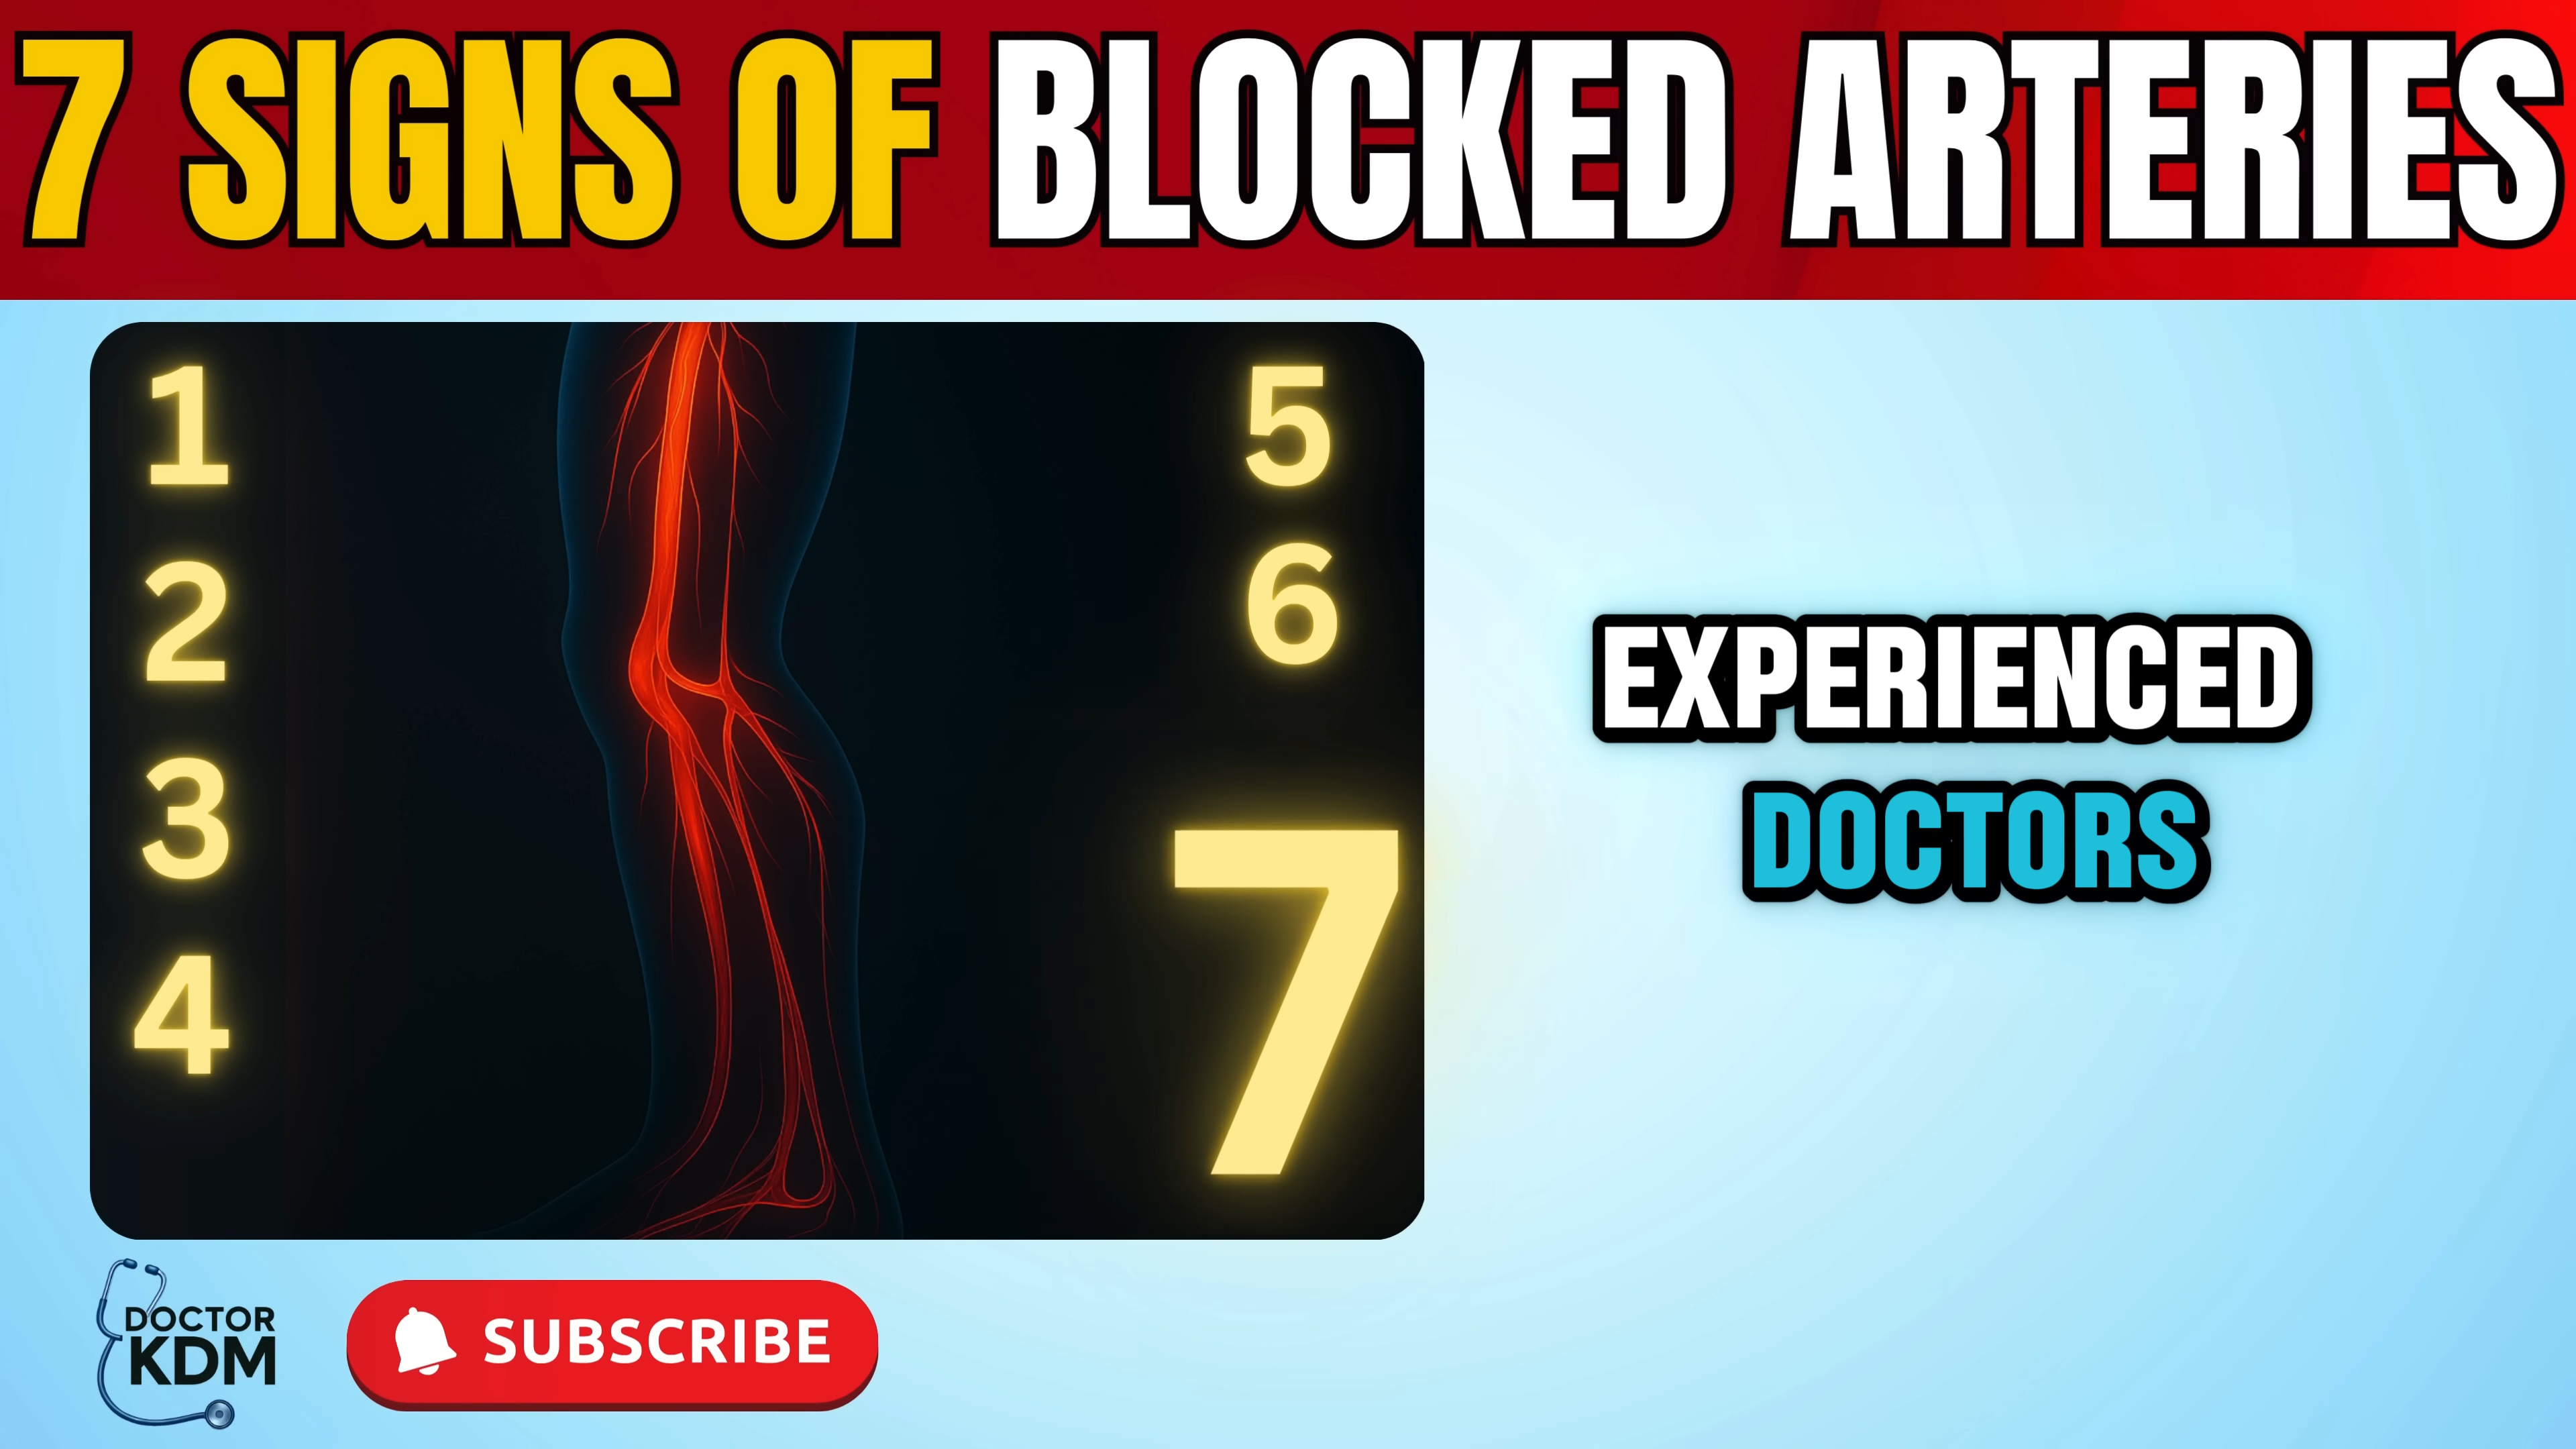 7 SIGNS OF BLOCKED ARTERIES
1
2
3
4
5
6
7
EXPERIENCED
DOCTORS
DOCTOR
KDM
SUBSCRIBE